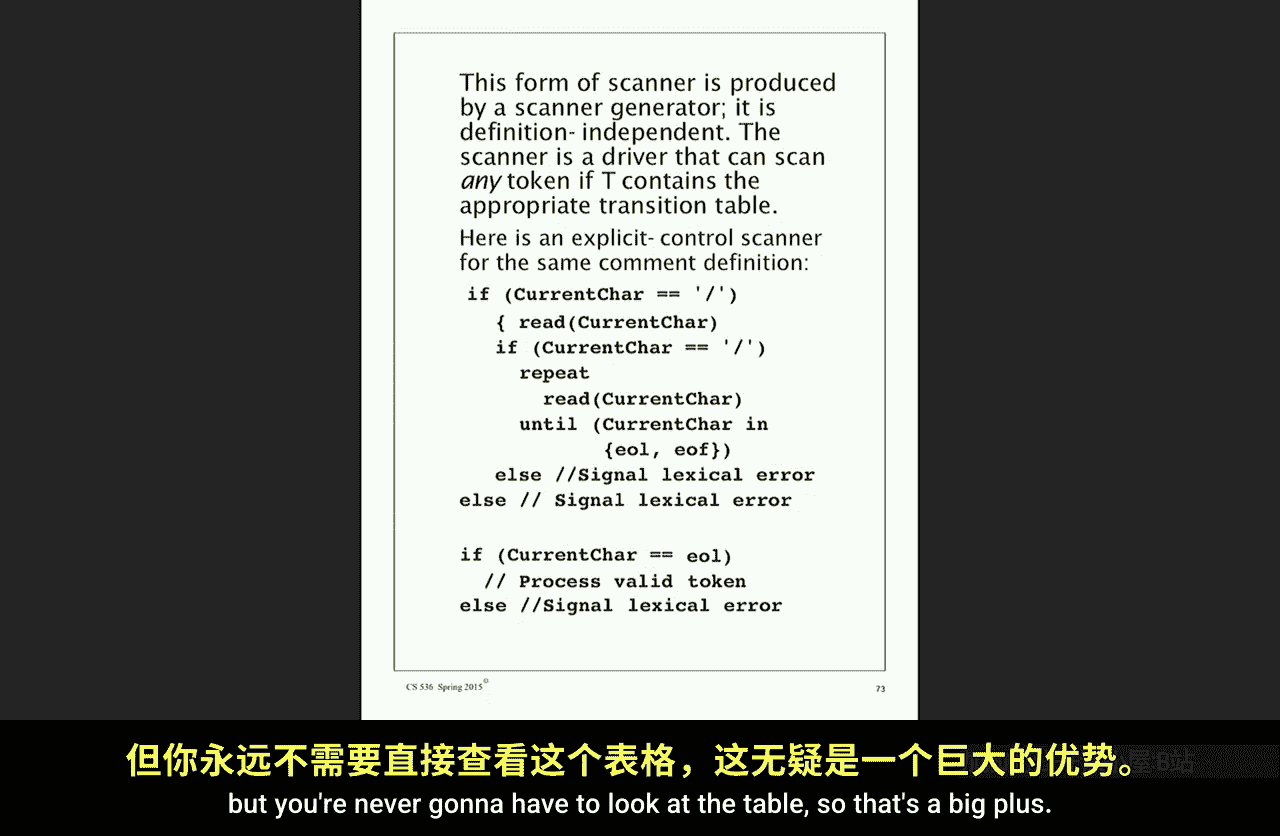 This form of scanner is produced
by a scanner generator; it is
definition- independent. The
scanner is a driver that can scan
any token if T contains the
appropriate transition table.
Here is an explicit- control scanner
for the same comment definition:
if (CurrentChar == '/')
{ read(CurrentChar)
if (CurrentChar == '/')
repeat
read(CurrentChar)
until (CurrentChar in
{eol, eof})
else //Signal lexical error
else // Signal lexical error
if (CurrentChar == eol)
// Process valid token
else //Signal lexical error
CS 536 Spring 2015©
73
但你永远不需要直接查看这个表格，这无疑是一个巨大的优势。
屋B站
but you're never gonna have to look at the table, so that's a big plus.